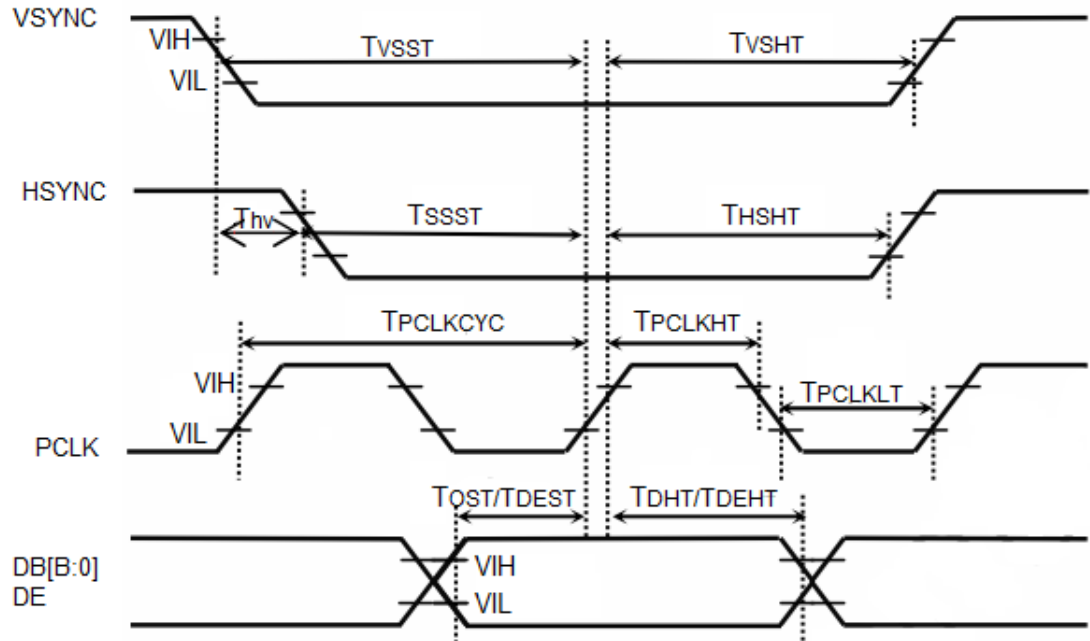 VSYNC
VIH
VIL
TVSST
TVSHT
HSYNC
Thv
TSSST
THSHT
TPCLKCYC
TPCLKHT
VIH
TPCLKLT
VIL
PCLK
TOST/TDEST
TDHT/TDEHT
DB[B:0]
DE
VIH
VIL